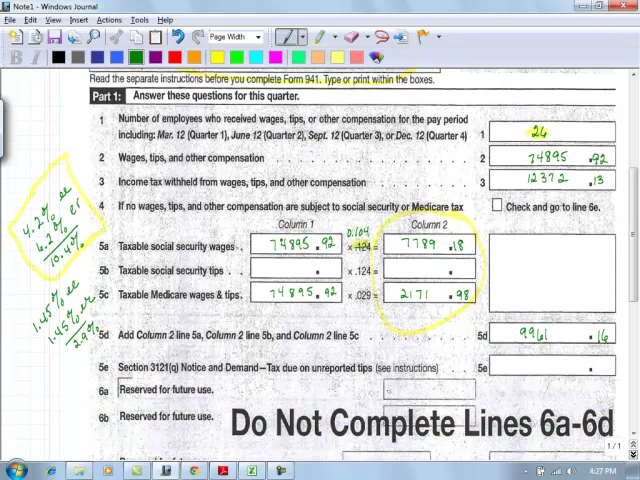 Note1 - Windows Journal
File Edit View Insert Actions Tools Help
Page Width
Read the separate instructions before you complete Form 941. Type or print within the boxes.
Part 1: Answer these questions for this quarter.
1 Number of employees who received wages, tips, or other compensation for the pay period
including: Mar. 12 (Quarter 1), June 12 (Quarter 2), Sept. 12 (Quarter 3), or Dec. 12 (Quarter 4) 1 26
2 Wages, tips, and other compensation 2 74895 .92
3 Income tax withheld from wages, tips, and other compensation 3 12372 .13
4 If no wages, tips, and other compensation are subject to social security or Medicare tax Check and go to line 6e.
Column 1 0.104 Column 2
5a Taxable social security wages . 74895 .92 × .124 = 7789 .18
5b Taxable social security tips . . × .124 = .
5c Taxable Medicare wages & tips . 74895 .92 × .029 = 2171 .98
4.2% ee
6.2% er
10.4%
1.45% ee
1.45% er
2.9%
5d Add Column 2 line 5a, Column 2 line 5b, and Column 2 line 5c 5d 9961 .16
5e Section 3121(q) Notice and Demand—Tax due on unreported tips (see instructions) 5e .
6a Reserved for future use.
6b Reserved for future use.
Do Not Complete Lines 6a-6d
1 / 1
4:27 PM